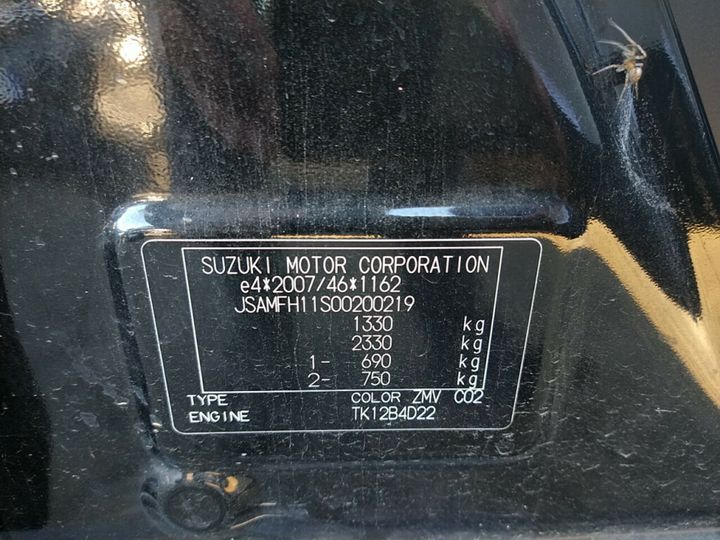 SUZUKI MOTOR CORPORATION
e4*2007/46*1162
JSAMFH11S00200219
1330 kg
2330 kg
1- 690 kg
2- 750 kg
TYPE COLOR ZMV C02
ENGINE TK12B4D22